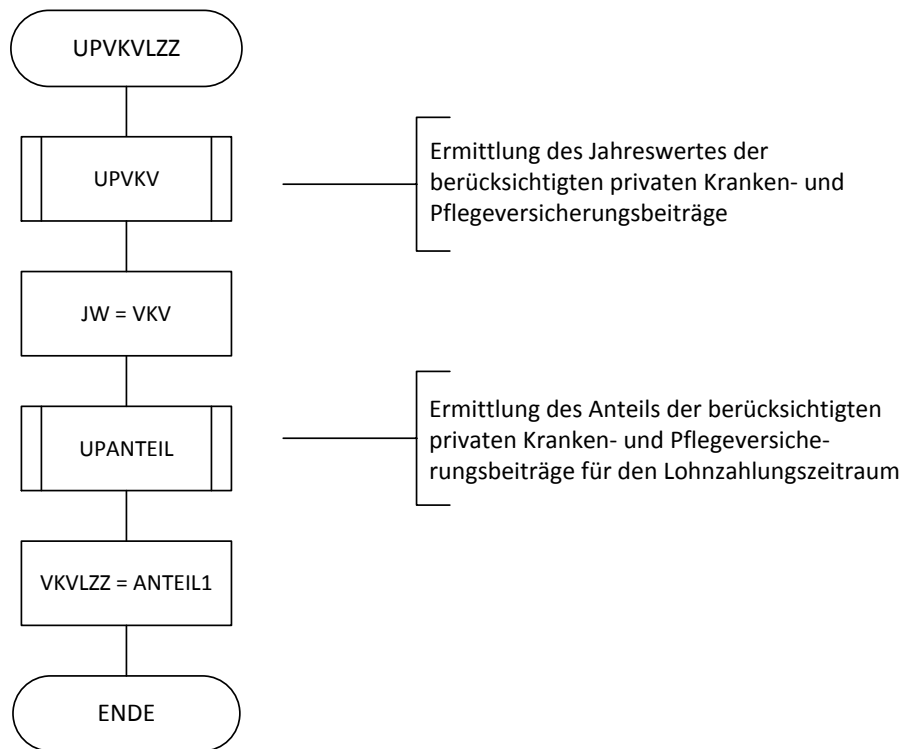 UPVKVLZZ
UPVKV
Ermittlung des Jahreswertes der
berücksichtigten privaten Kranken- und
Pflegeversicherungsbeiträge
JW = VKV
UPANTEIL
Ermittlung des Anteils der berücksichtigten
privaten Kranken- und Pflegeversiche-
rungsbeiträge für den Lohnzahlungszeitraum
VKVLZZ = ANTEIL1
ENDE